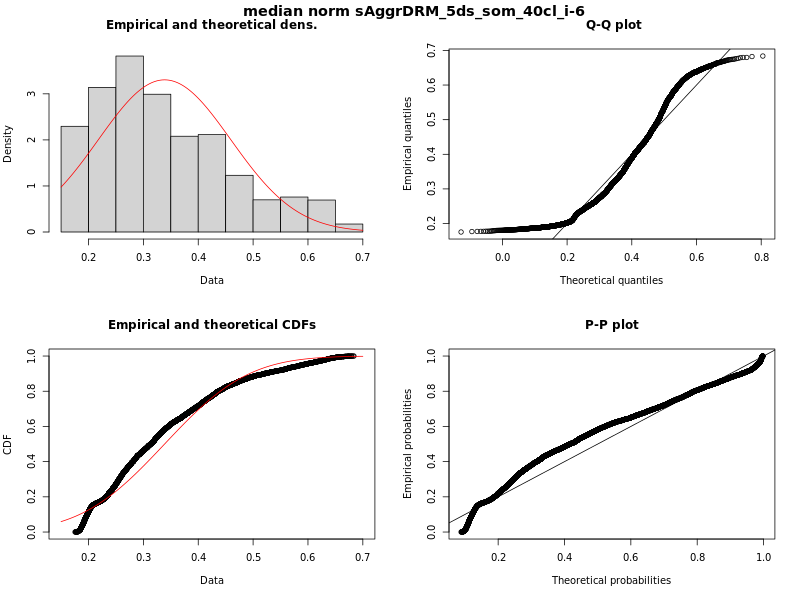 median norm sAggrDRM_5ds_som_40cl_i-6
Empirical and theoretical dens.
Density
0 1 2 3
0.2 0.3 0.4 0.5 0.6 0.7
Data
Q-Q plot
Empirical quantiles
0.2 0.3 0.4 0.5 0.6 0.7
0.0 0.2 0.4 0.6 0.8
Theoretical quantiles
Empirical and theoretical CDFs
CDF
0.0 0.2 0.4 0.6 0.8 1.0
0.2 0.3 0.4 0.5 0.6 0.7
Data
P-P plot
Empirical probabilities
0.0 0.2 0.4 0.6 0.8 1.0
0.2 0.4 0.6 0.8 1.0
Theoretical probabilities